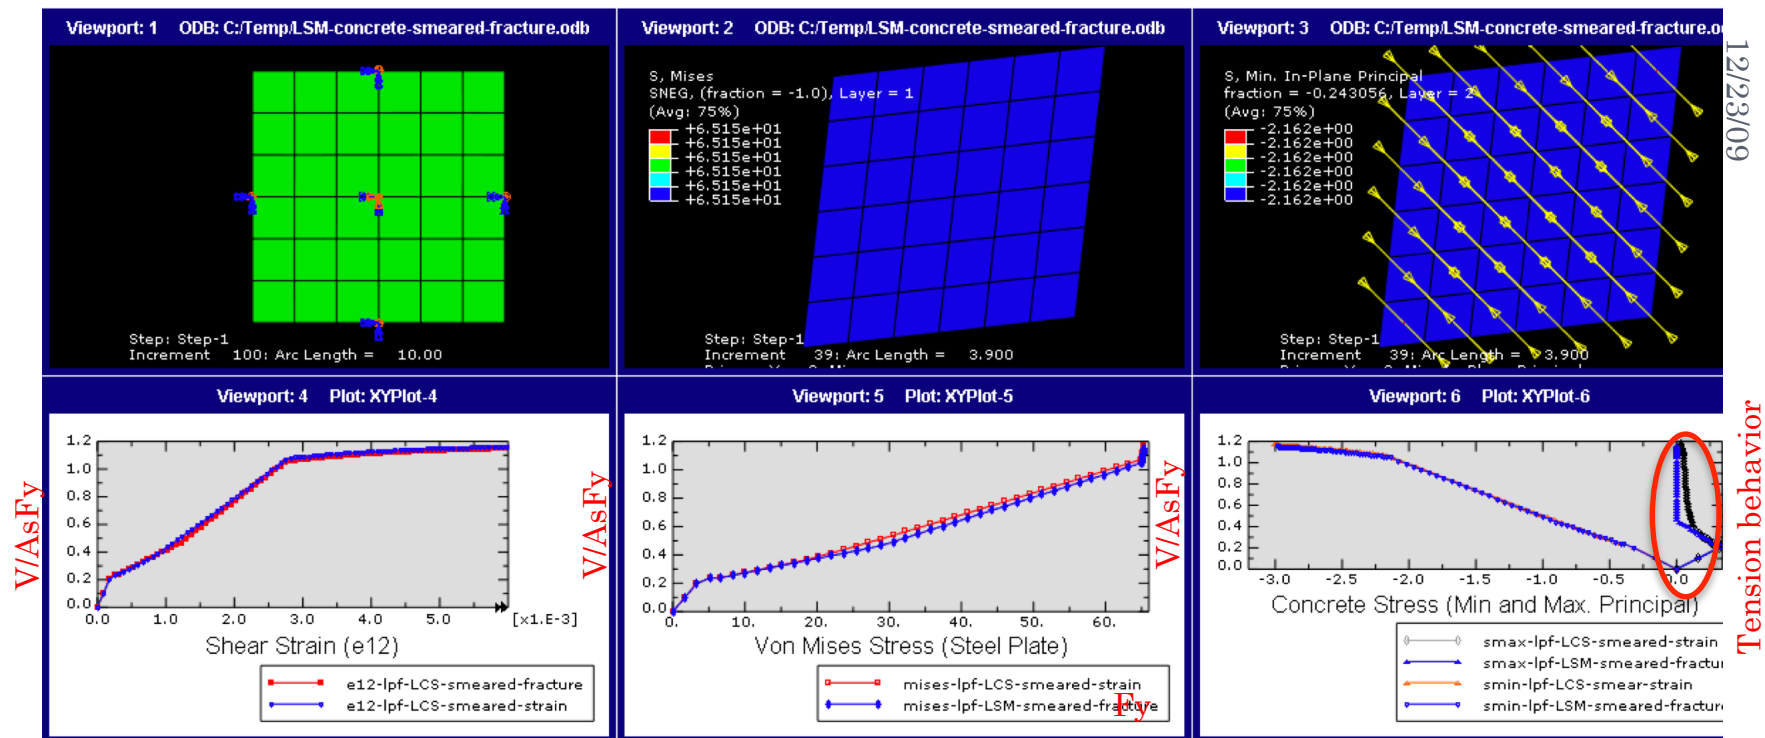 Viewport: 1 ODB: C:/Temp/LSM-concrete-smeared-fracture.odb
Step: Step-1
Increment 100: Arc Length = 10.00
Viewport: 2 ODB: C:/Temp/LSM-concrete-smeared-fracture.odb
S, Mises
SNEG, (fraction = -1.0), Layer = 1
(Avg: 75%)
+6.515e+01
+6.515e+01
+6.515e+01
+6.515e+01
+6.515e+01
+6.515e+01
Step: Step-1
Increment 39: Arc Length = 3.900
Viewport: 3 ODB: C:/Temp/LSM-concrete-smeared-fracture.od
S, Min. In-Plane Principal
fraction = -0.243056, Layer = 2
(Avg: 75%)
-2.162e+00
-2.162e+00
-2.162e+00
-2.162e+00
-2.162e+00
-2.162e+00
Step: Step-1
Increment 39: Arc Length = 3.900
12/23/09
Viewport: 4 Plot: XYPlot-4
V/AsFy
1.2
1.0
0.8
0.6
0.4
0.2
0.0
0.0 1.0 2.0 3.0 4.0 5.0 [x1.E-3]
Shear Strain (e12)
e12-lpf-LCS-smeared-fracture
e12-lpf-LCS-smeared-strain
Viewport: 5 Plot: XYPlot-5
V/AsFy
1.2
1.0
0.8
0.6
0.4
0.2
0.0
0. 10. 20. 30. 40. 50. 60.
Von Mises Stress (Steel Plate)
mises-lpf-LCS-smeared-strain
mises-lpf-LSM-smeared-fracture
Fy
Viewport: 6 Plot: XYPlot-6
V/AsFy
1.2
1.0
0.8
0.6
0.4
0.2
0.0
-3.0 -2.5 -2.0 -1.5 -1.0 -0.5 0.0
Concrete Stress (Min and Max. Principal)
smax-lpf-LCS-smeared-strain
smax-lpf-LSM-smeared-fractur
smin-lpf-LCS-smear-strain
smin-lpf-LSM-smeared-fracture
Tension behavior